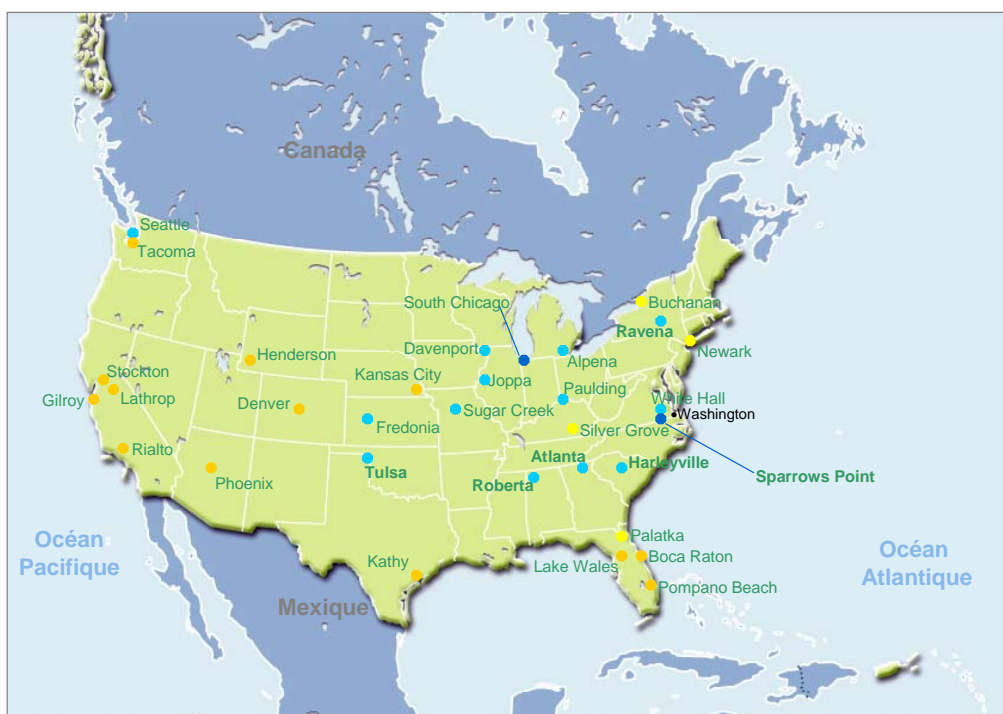 Canada
Seattle
Tacoma
South Chicago
Buchanan
Ravena
Newark
Davenport
Alpena
Henderson
Stockton
Kansas City
Joppa
Paulding
Gilroy
Lathrop
Denver
Fredonia
Sugar Creek
White Hall
Washington
Silver Grove
Rialto
Tulsa
Atlanta
Harleyville
Sparrows Point
Phoenix
Roberta
Océan
Pacifique
Palatka
Kathy
Lake Wales
Boca Raton
Océan
Atlantique
Pompano Beach
Mexique